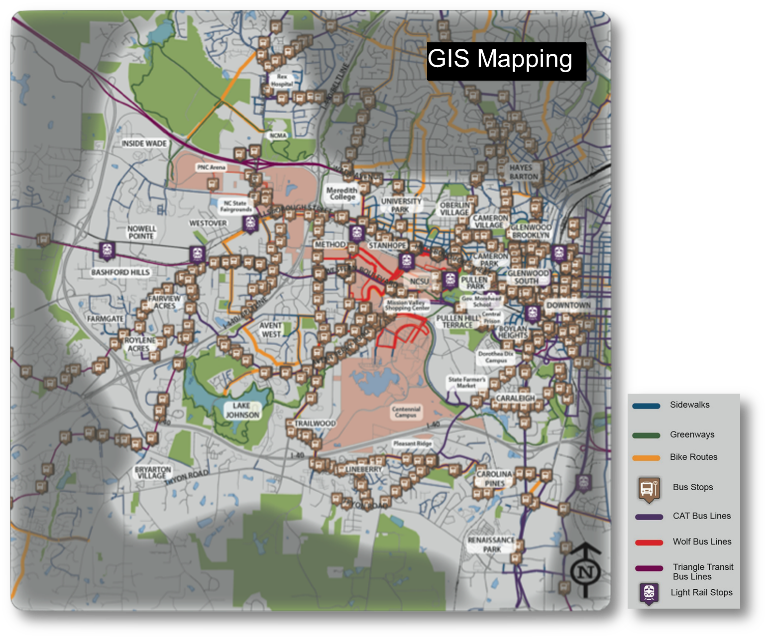 GIS Mapping
Rex
Hospital
NCMA
INSIDE WADE
PNC Arena
HAYES
BARTON
Meredith
College
NC State
Fairgrounds
UNIVERSITY
PARK
OBERLIN
VILLAGE
WESTOVER
CAMERON
VILLAGE
NOWELL
POINTE
GLENWOOD
BROOKLYN
METHOD
STANHOPE
CAMERON
PARK
BASHFORD HILLS
NCSU
PULLEN
PARK
GLENWOOD
SOUTH
Gov. Morehead
School
FAIRVIEW
ACRES
Mission Valley
Shopping Center
DOWNTOWN
Central
Prison
FARMGATE
AVENT
WEST
PULLEN HILL
TERRACE
BOYLAN
HEIGHTS
ROYLENE
ACRES
Dorothea Dix
Campus
State Farmer's
Market
LAKE
JOHNSON
CARALEIGH
Centennial
Campus
TRAILWOOD
I-40
Pleasant Ridge
I-40
BRYARTON
VILLAGE
TRYON ROAD
LINEBERRY
CAROLINA
PINES
RENAISSANCE
PARK
N
Sidewalks
Greenways
Bike Routes
Bus Stops
CAT Bus Lines
Wolf Bus Lines
Triangle Transit
Bus Lines
Light Rail Stops